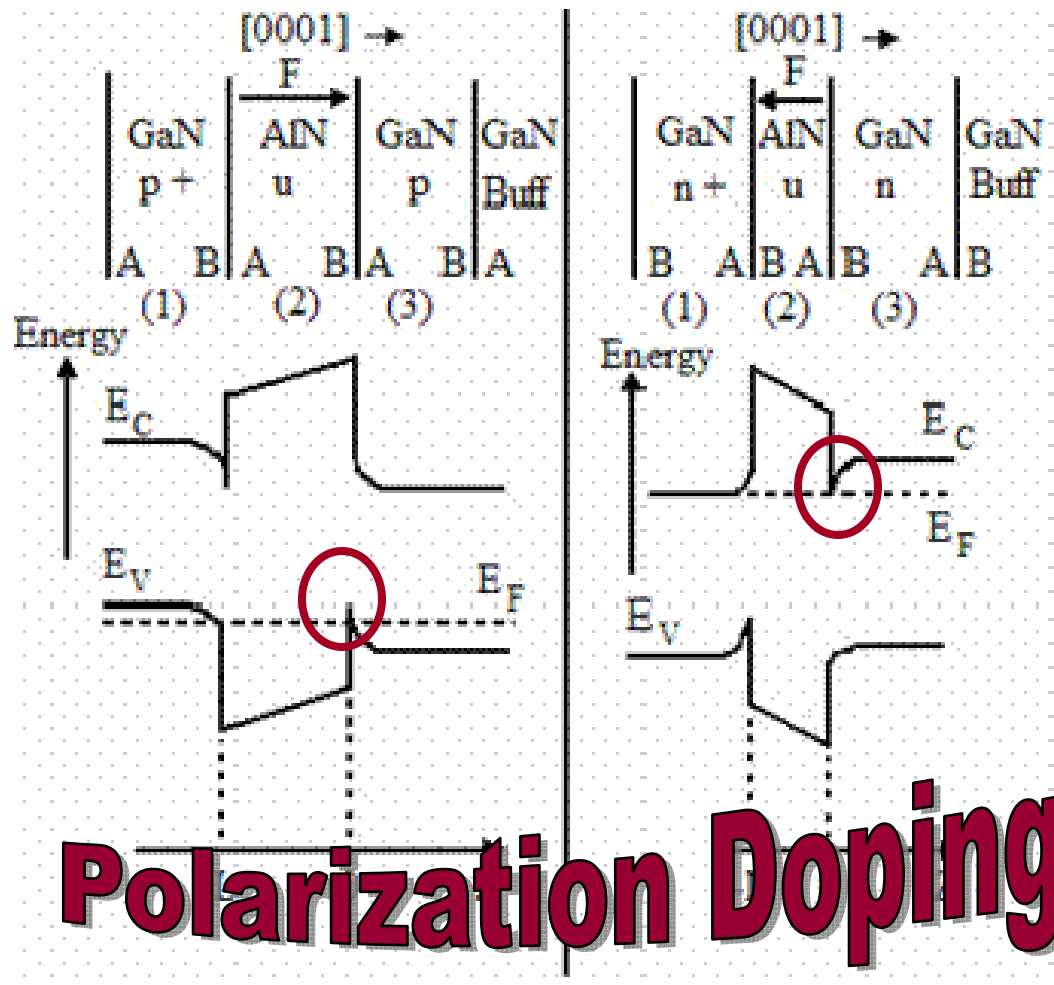 [0001]
F
GaN AlN GaN GaN
p + u p Buff
A B A B A B A
(1) (2) (3)
Energy
E_C
E_V
E_F
[0001]
F
GaN AlN GaN GaN
n + u n Buff
B A B A B A B
(1) (2) (3)
Energy
E_C
E_F
E_V
Polarization Doping